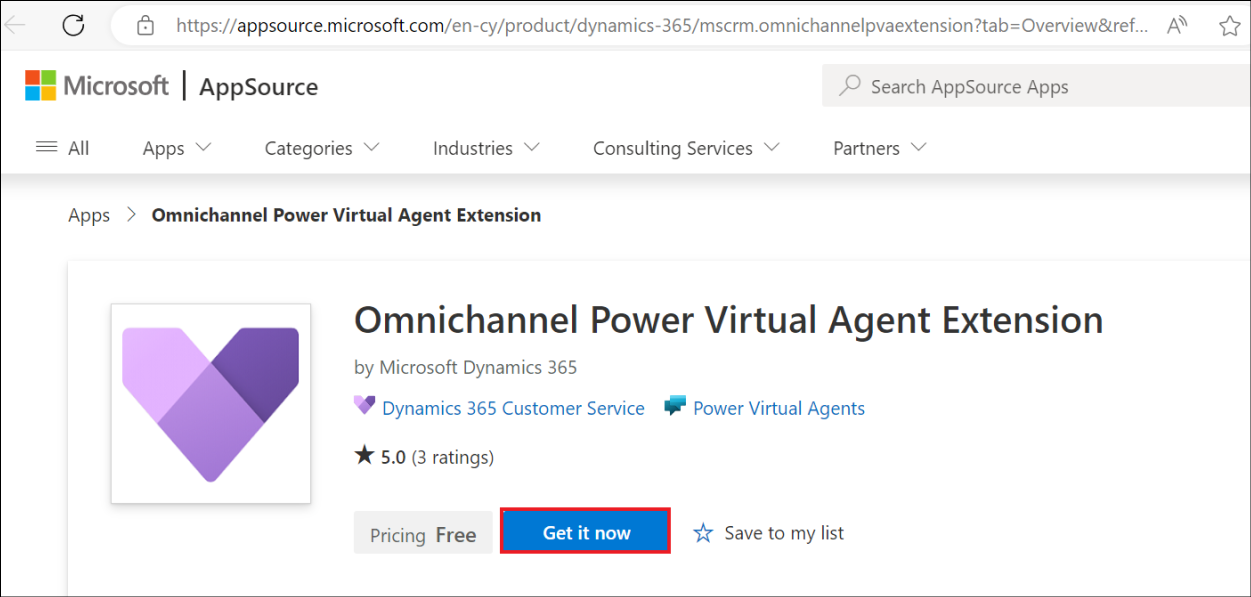 https://appsource.microsoft.com/en-cy/product/dynamics-365/mscrm.omnichannelpvaextension?tab=Overview&ref...
Microsoft | AppSource
Search AppSource Apps
All Apps Categories Industries Consulting Services Partners
Apps > Omnichannel Power Virtual Agent Extension
Omnichannel Power Virtual Agent Extension
by Microsoft Dynamics 365
Dynamics 365 Customer Service Power Virtual Agents
★ 5.0 (3 ratings)
Pricing Free Get it now Save to my list